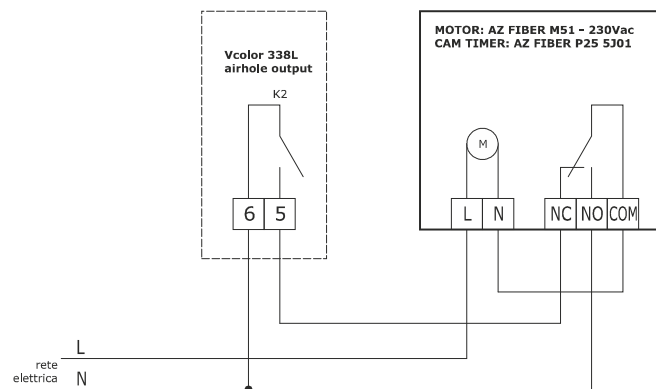 MOTOR: AZ FIBER M51 - 230Vac
CAM TIMER: AZ FIBER P25 5J01
Vcolor 338L
airhole output
K2
M
6 5
L N NC NO COM
L
rete
elettrica N